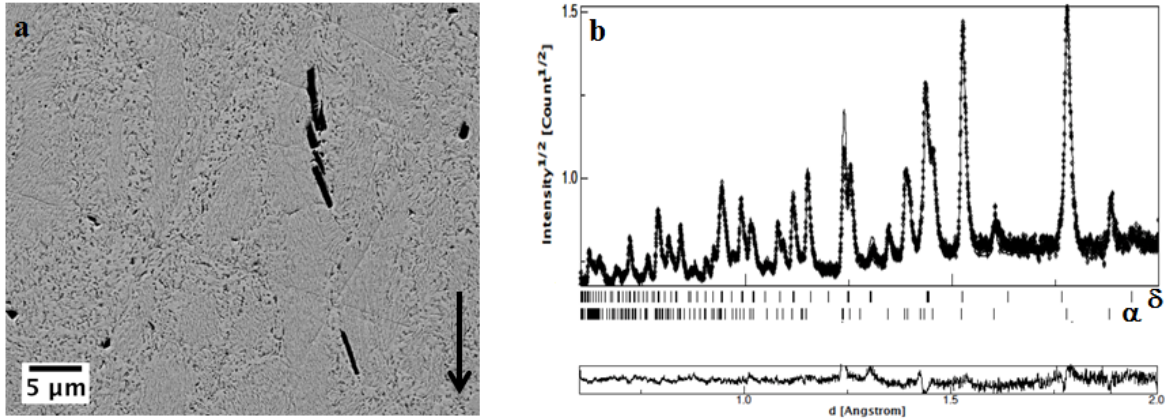 a
5 µm
b
Intensity^1/2 [Count^1/2]
1.5
1.0
δ
α
1.0
1.5
2.0
d [Angstrom]